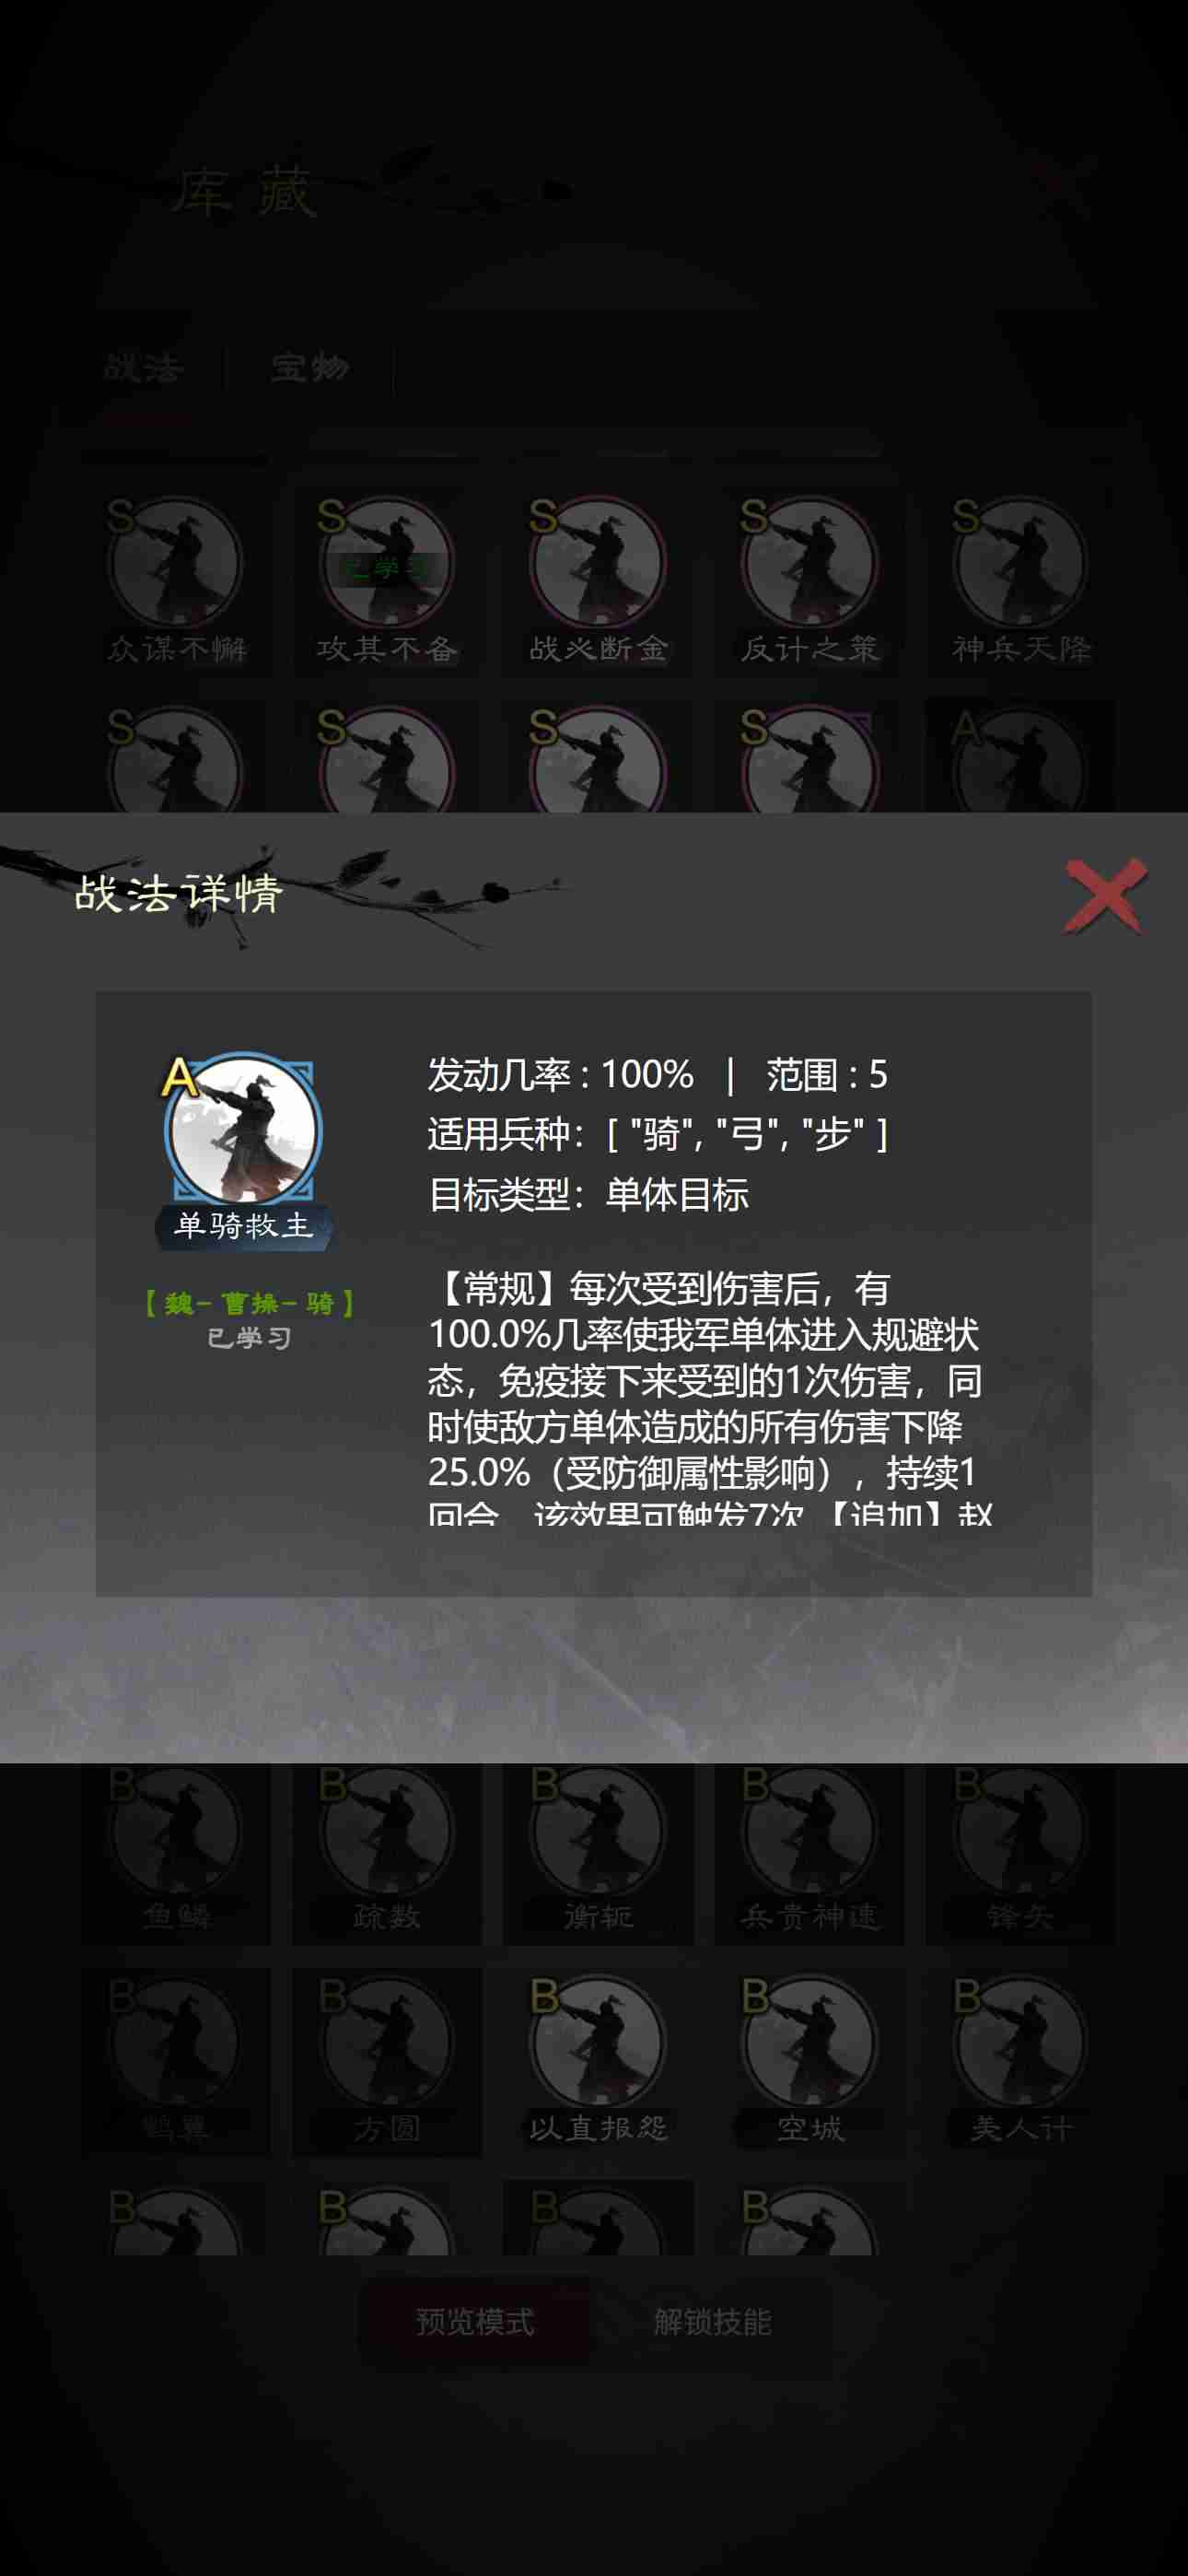 库藏
战法 宝物
S S S S S
已学习
众谋不懈 攻其不备 战必断金 反计之策 神兵天降
S S S S A
战法详情
A
单骑救主
【魏-曹操-骑】
已学习
发动几率 : 100% | 范围 : 5
适用兵种：[ "骑", "弓", "步" ]
目标类型：单体目标
【常规】每次受到伤害后，有
100.0%几率使我军单体进入规避状
态，免疫接下来受到的1次伤害，同
时使敌方单体造成的所有伤害下降
25.0%（受防御属性影响），持续1
回合，该效果可触发7次 【追加】赵
B B B B B
鱼鳞 疏数 衡轭 兵贵神速 锋矢
B B B B B
鹤翼 方圆 以直报怨 空城 美人计
B B B B
预览模式 解锁技能